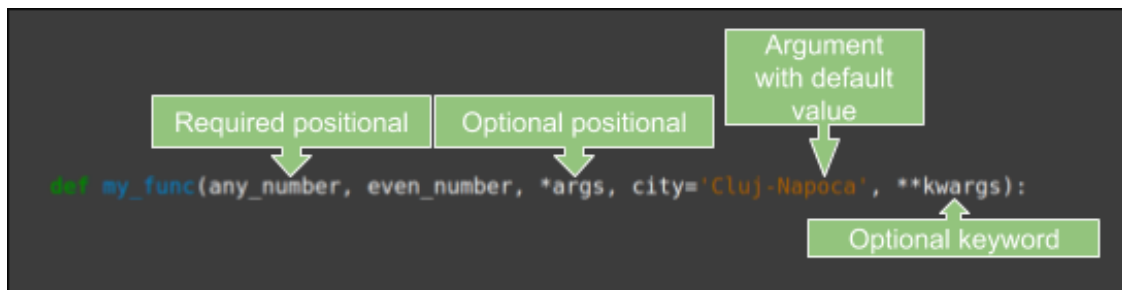 Argument
with default
value
Required positional
Optional positional
def my_func(any_number, even_number, *args, city='Cluj-Napoca', **kwargs):
Optional keyword